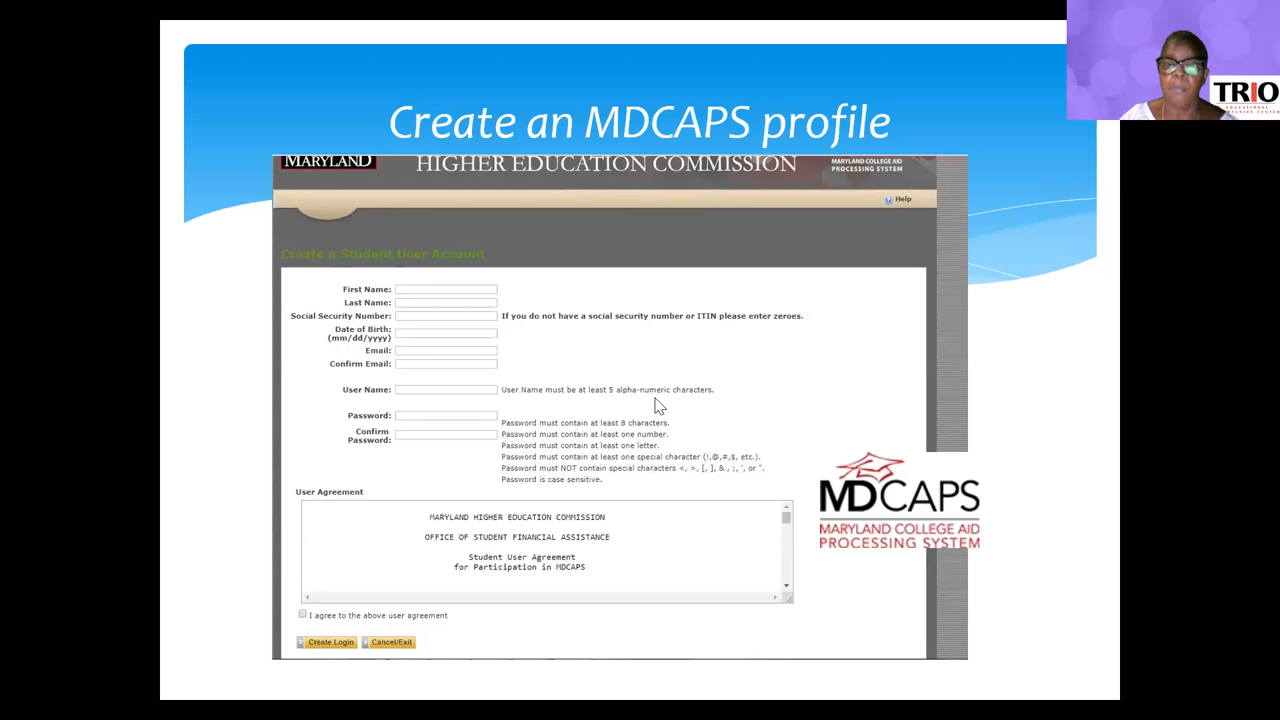 Create an MDCAPS profile
TRIO
MARYLAND
HIGHER EDUCATION COMMISSION
MARYLAND COLLEGE AID
PROCESSING SYSTEM
Help
Create a Student User Account
First Name:
Last Name:
Social Security Number: If you do not have a social security number or ITIN please enter zeroes.
Date of Birth:
(mm/dd/yyyy)
Email:
Confirm Email:
User Name: User Name must be at least 5 alpha-numeric characters.
Password:
Password must contain at least 8 characters.
Confirm
Password:
Password must contain at least one number.
Password must contain at least one letter.
Password must contain at least one special character (!,@,#,$, etc.).
Password must NOT contain special characters <, >, [, ], & , ;, ', or ".
Password is case sensitive.
User Agreement
MARYLAND HIGHER EDUCATION COMMISSION
OFFICE OF STUDENT FINANCIAL ASSISTANCE
Student User Agreement
for Participation in MDCAPS
MDCAPS
MARYLAND COLLEGE AID
PROCESSING SYSTEM
I agree to the above user agreement
Create Login Cancel/Exit